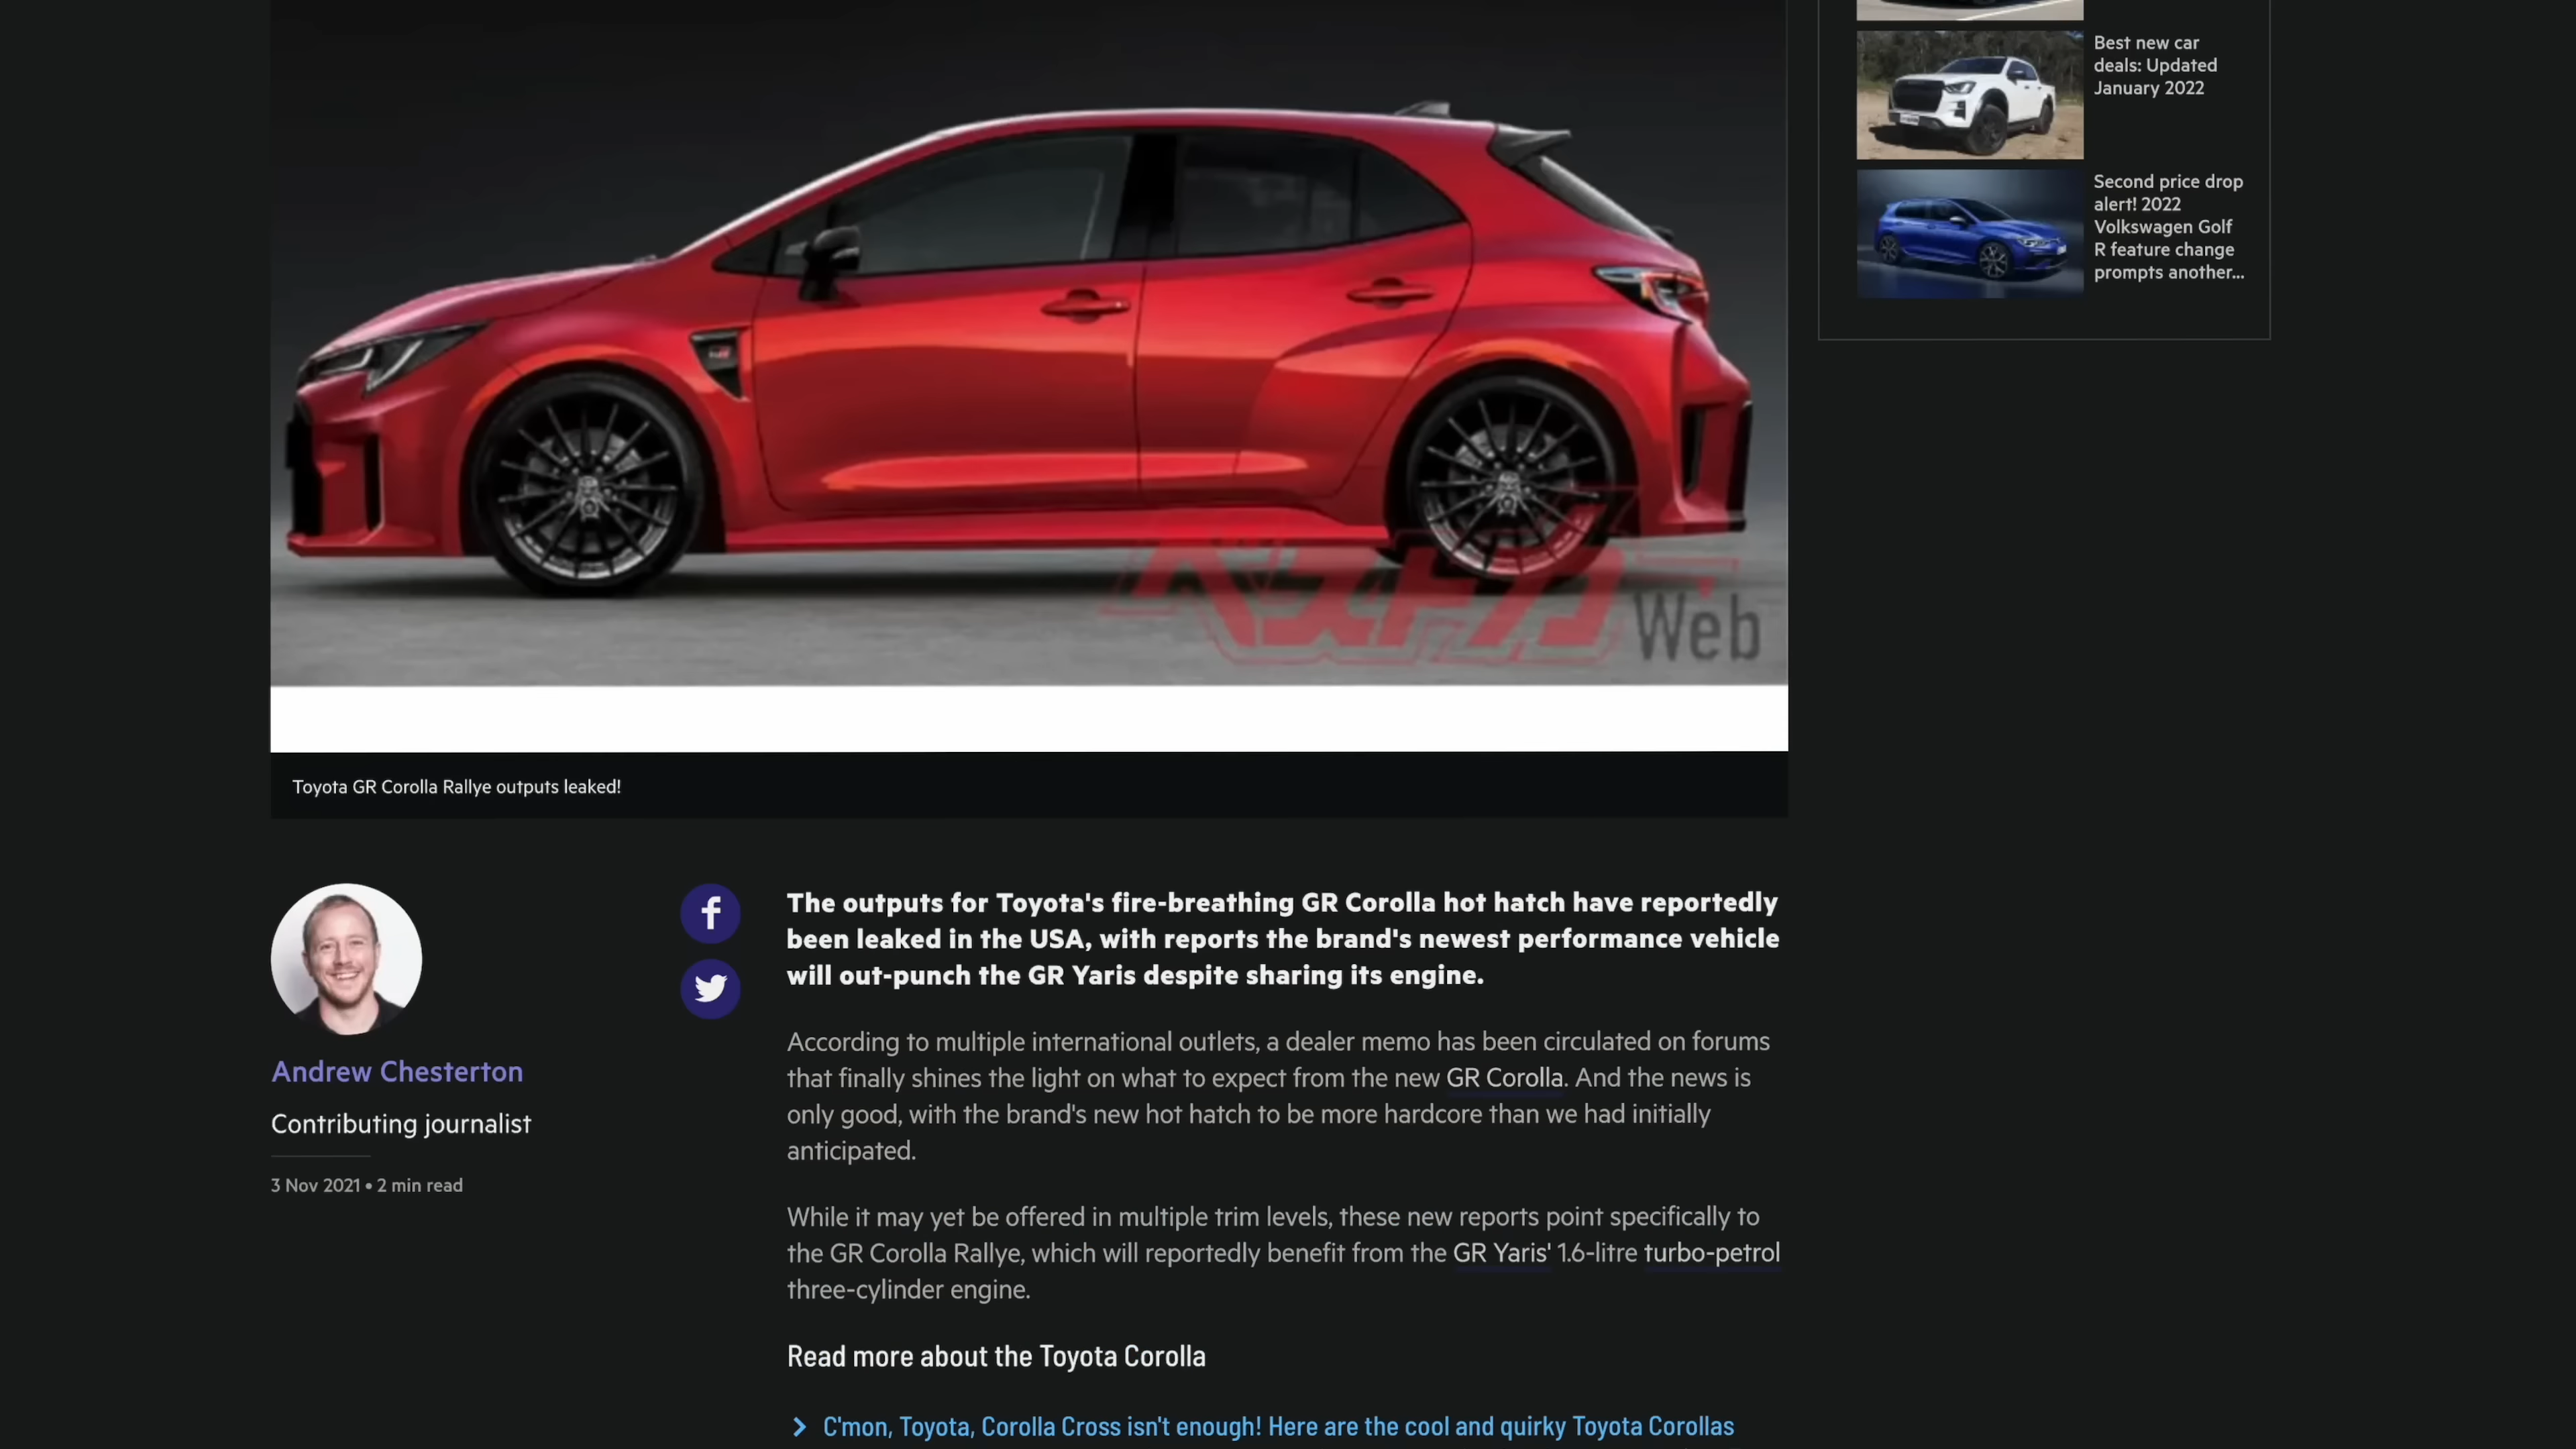 Best new car
deals: Updated
January 2022
Second price drop
alert! 2022
Volkswagen Golf
R feature change
prompts another...
ベストカー Web
Toyota GR Corolla Rallye outputs leaked!
Andrew Chesterton
Contributing journalist
3 Nov 2021 • 2 min read
The outputs for Toyota's fire-breathing GR Corolla hot hatch have reportedly
been leaked in the USA, with reports the brand's newest performance vehicle
will out-punch the GR Yaris despite sharing its engine.
According to multiple international outlets, a dealer memo has been circulated on forums
that finally shines the light on what to expect from the new GR Corolla. And the news is
only good, with the brand's new hot hatch to be more hardcore than we had initially
anticipated.
While it may yet be offered in multiple trim levels, these new reports point specifically to
the GR Corolla Rallye, which will reportedly benefit from the GR Yaris' 1.6-litre turbo-petrol
three-cylinder engine.
Read more about the Toyota Corolla
C'mon, Toyota, Corolla Cross isn't enough! Here are the cool and quirky Toyota Corollas